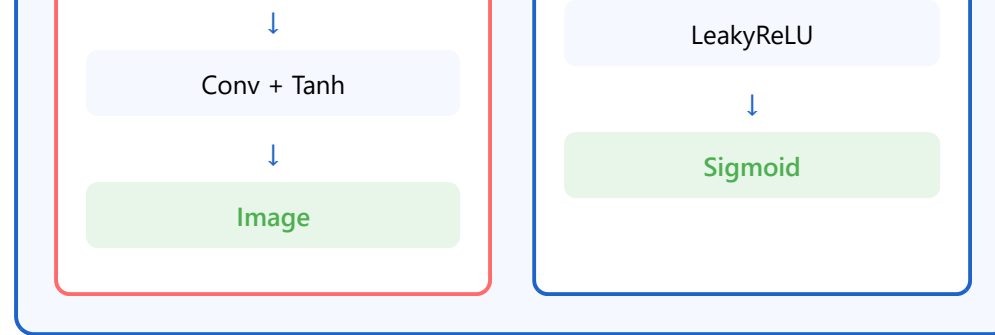 ↓
Conv + Tanh
↓
Image
LeakyReLU
↓
Sigmoid